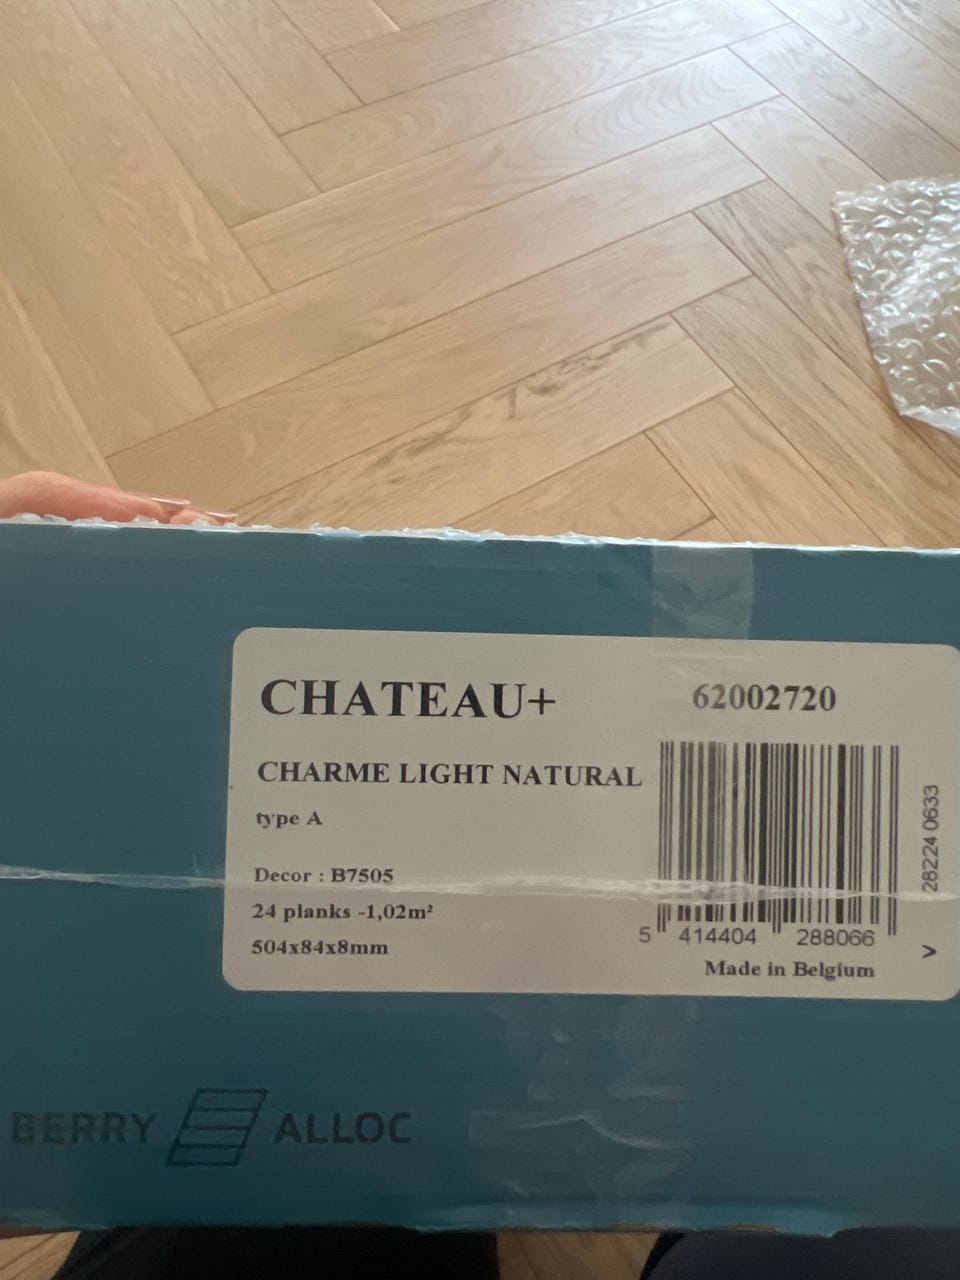 CHATEAU+
62002720
CHARME LIGHT NATURAL
type A
Decor : B7505
24 planks -1,02m²
504x84x8mm
5 414404 288066
Made in Belgium
28224 0633
>
BERRY ALLOC